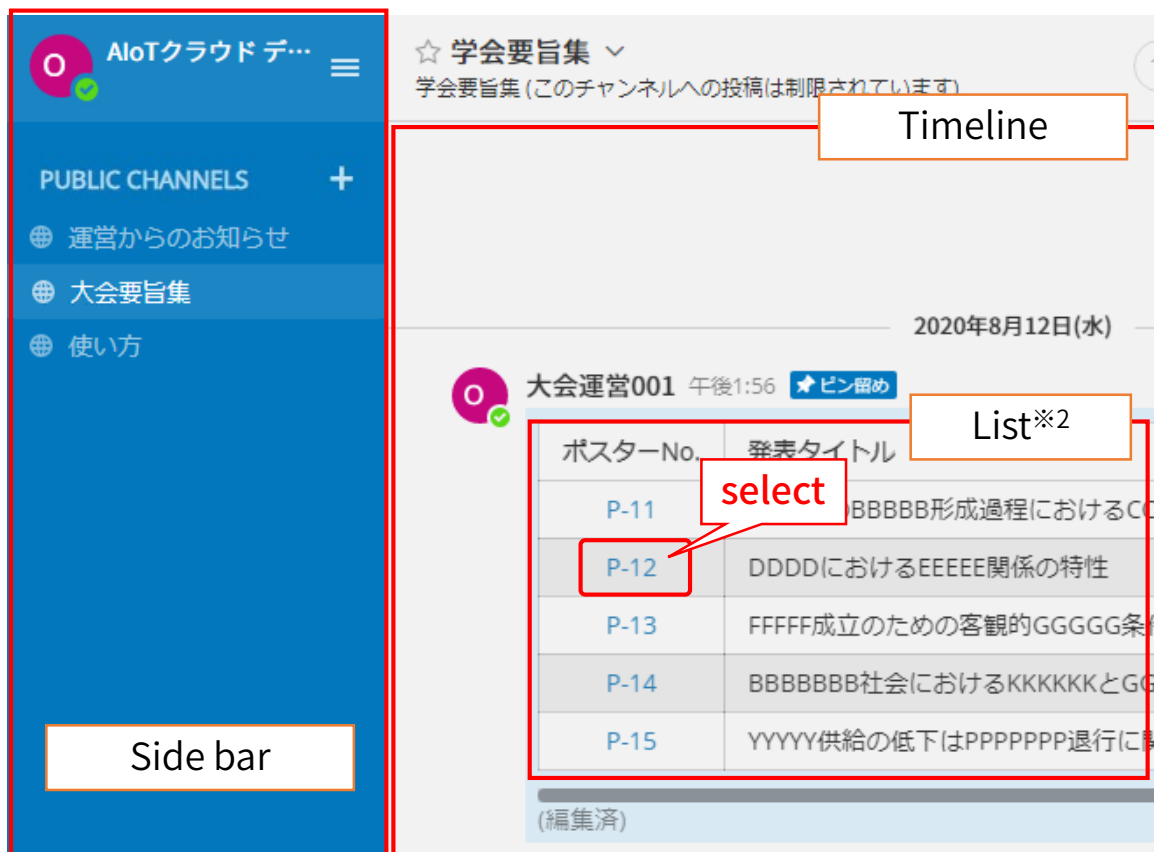 AIoTクラウド デ…
PUBLIC CHANNELS
運営からのお知らせ
大会要旨集
使い方
Side bar
学会要旨集
学会要旨集 (このチャンネルへの投稿は制限されています)
Timeline
2020年8月12日(水)
大会運営001 午後1:56 ピン留め
List※2
ポスターNo. 発表タイトル
select
P-11 BBBBB形成過程におけるCC
P-12 DDDDにおけるEEEEE関係の特性
P-13 FFFFF成立のための客観的GGGGG条件
P-14 BBBBBBB社会におけるKKKKKKとGG
P-15 YYYYY供給の低下はPPPPPPP退行に
(編集済)